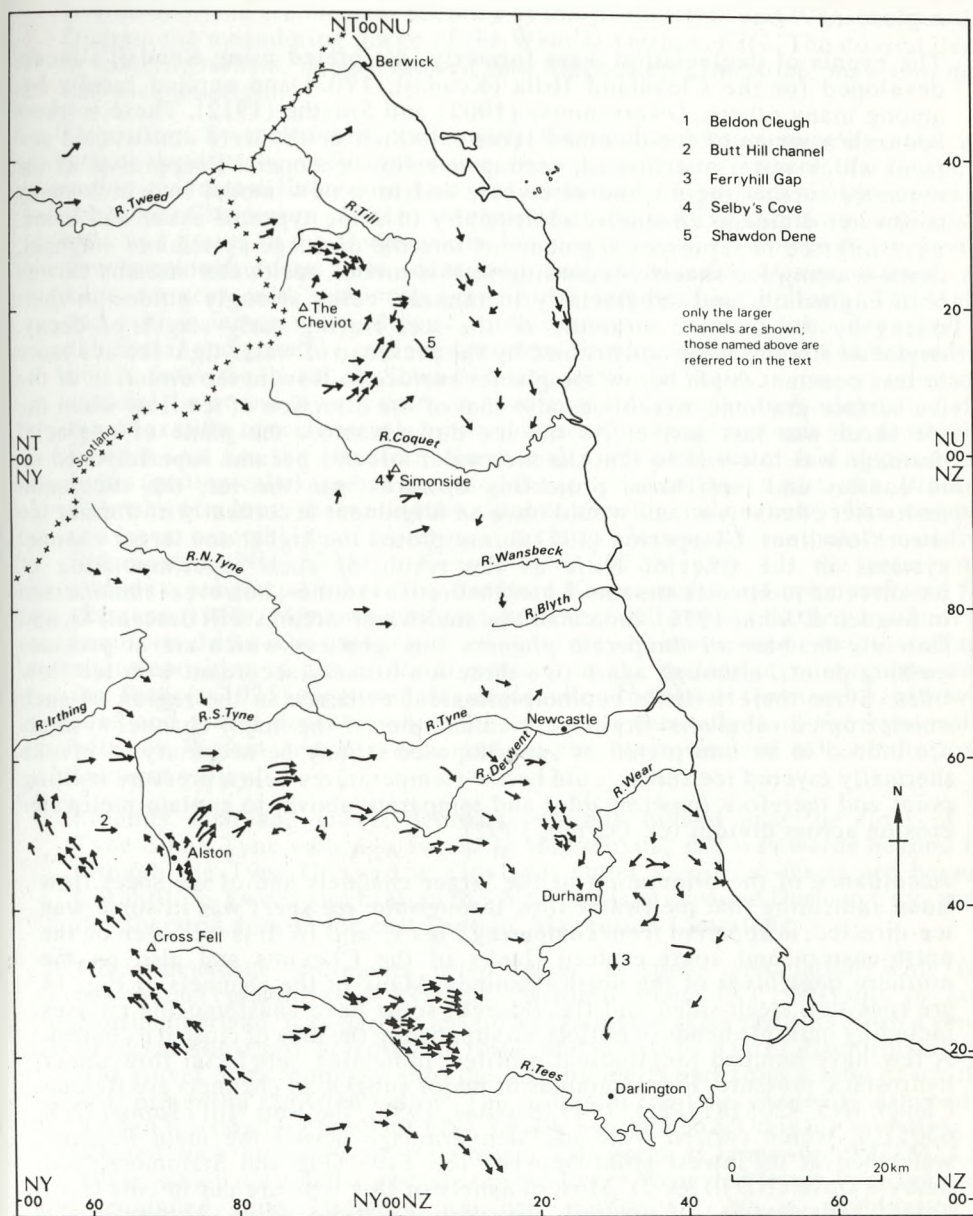 NT00NU
Berwick
1 Beldon Cleugh
2 Butt Hill channel
3 Ferryhill Gap
4 Selby's Cove
5 Shawdon Dene
40
R.Tweed
R.Till
The
Cheviot
5
only the larger
channels are shown -
those named above are
referred to in the text
20
Scotland
R.Coquet
NT
00
NY
NU
00
NZ
4
Simonside
R.N.Tyne
R.Wansbeck
R.Blyth
80
R.Irthing
R.S.Tyne
R.Tyne
Newcastle
R.Derwent
R.Wear
60
1
N
2
Alston
Durham
40
Cross Fell
3
20
R.Tees
Darlington
0 20km
NY
00
60
80
NY00NZ
20
40
60
NZ
00